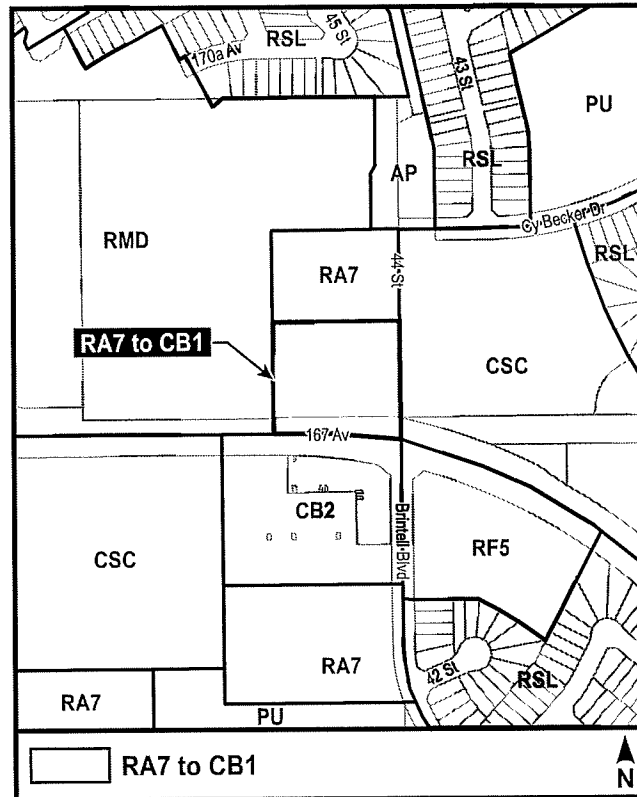 45 St
RSL
170a Av
43 St
PU
AP
RSL
Cy Becker Dr
RMD
RSL
RA7
44 St
RA7 to CB1
CSC
167 Av
CB2
Brintell Blvd
CSC
RF5
RA7
42 St
RSL
RA7
PU
RA7 to CB1
N